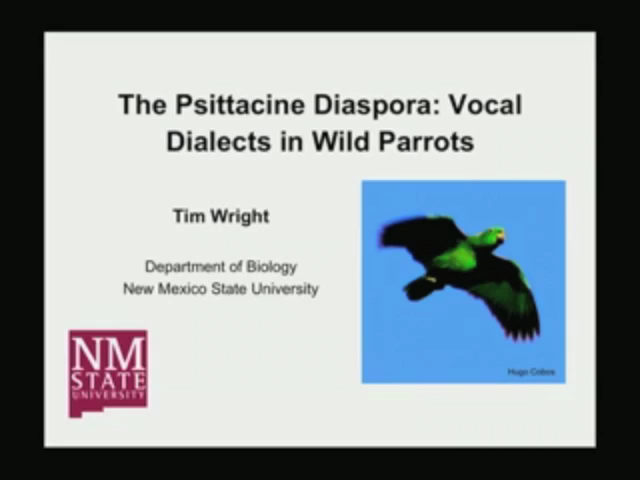 The Psittacine Diaspora: Vocal
Dialects in Wild Parrots
Tim Wright
Department of Biology
New Mexico State University
NM
STATE
UNIVERSITY
Hugo Cobos